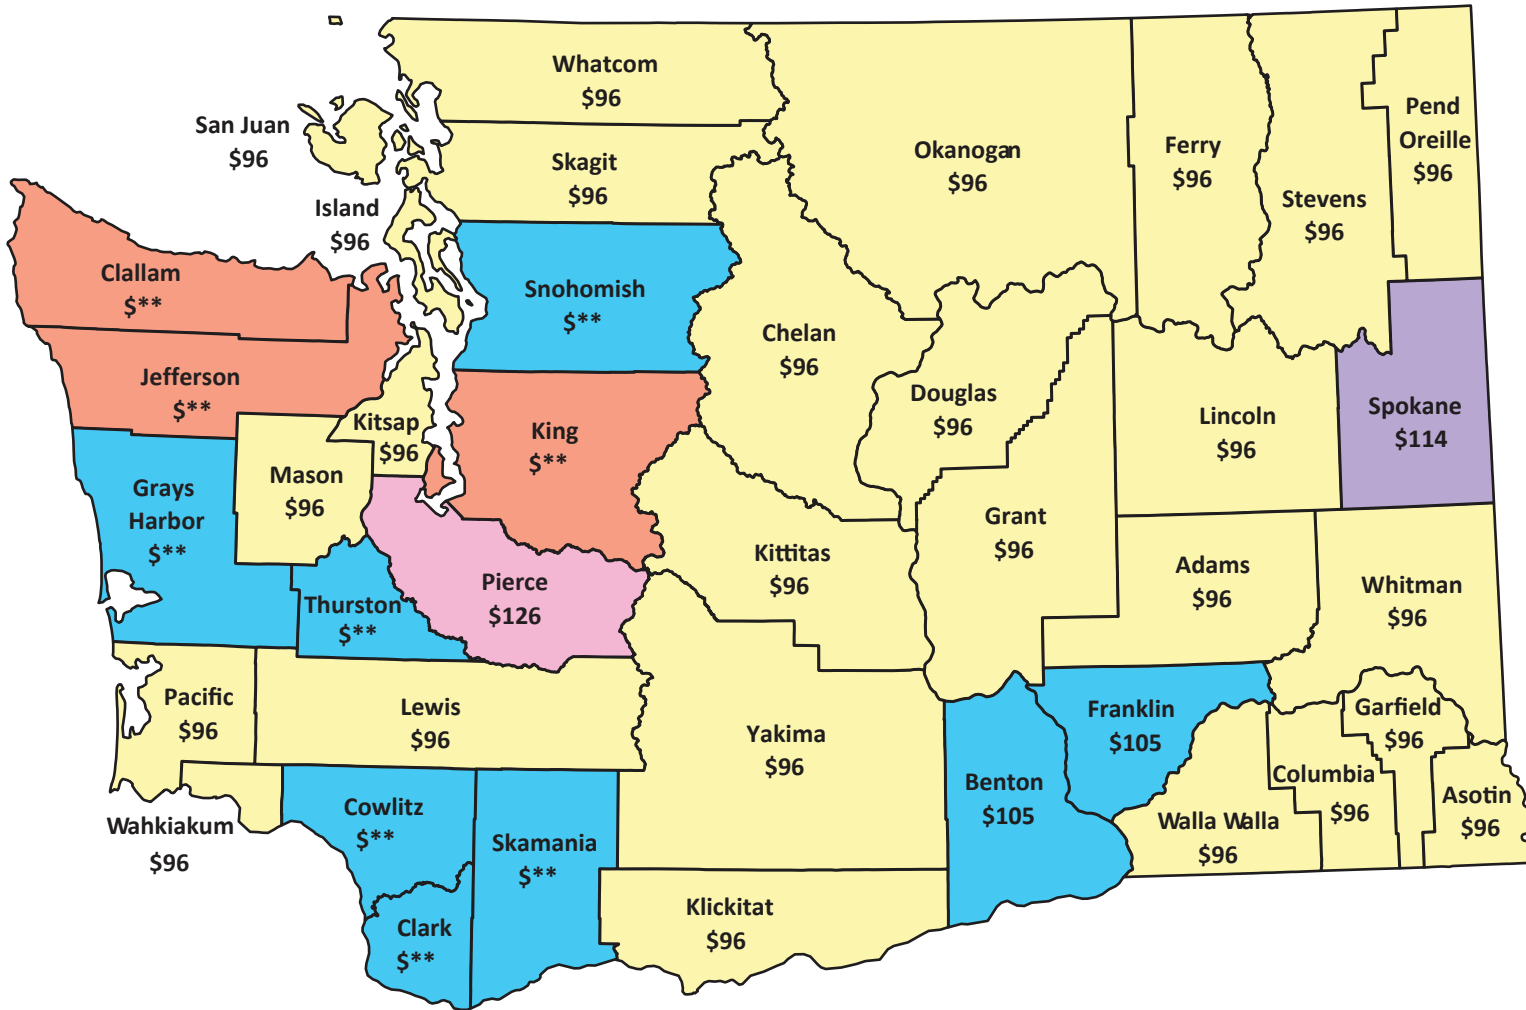 Whatcom
$96
San Juan
$96
Skagit
$96
Island
$96
Okanogan
$96
Ferry
$96
Stevens
$96
Pend
Oreille
$96
Clallam
$**
Snohomish
$**
Jefferson
$**
Chelan
$96
Douglas
$96
Kitsap
$96
King
$**
Lincoln
$96
Spokane
$114
Mason
$96
Grays
Harbor
$**
Grant
$96
Kittitas
$96
Adams
$96
Whitman
$96
Pierce
$126
Thurston
$**
Pacific
$96
Lewis
$96
Yakima
$96
Franklin
$105
Garfield
$96
Benton
$105
Columbia
$96
Asotin
$96
Walla Walla
$96
Wahkiakum
$96
Cowlitz
$**
Skamania
$**
Clark
$**
Klickitat
$96